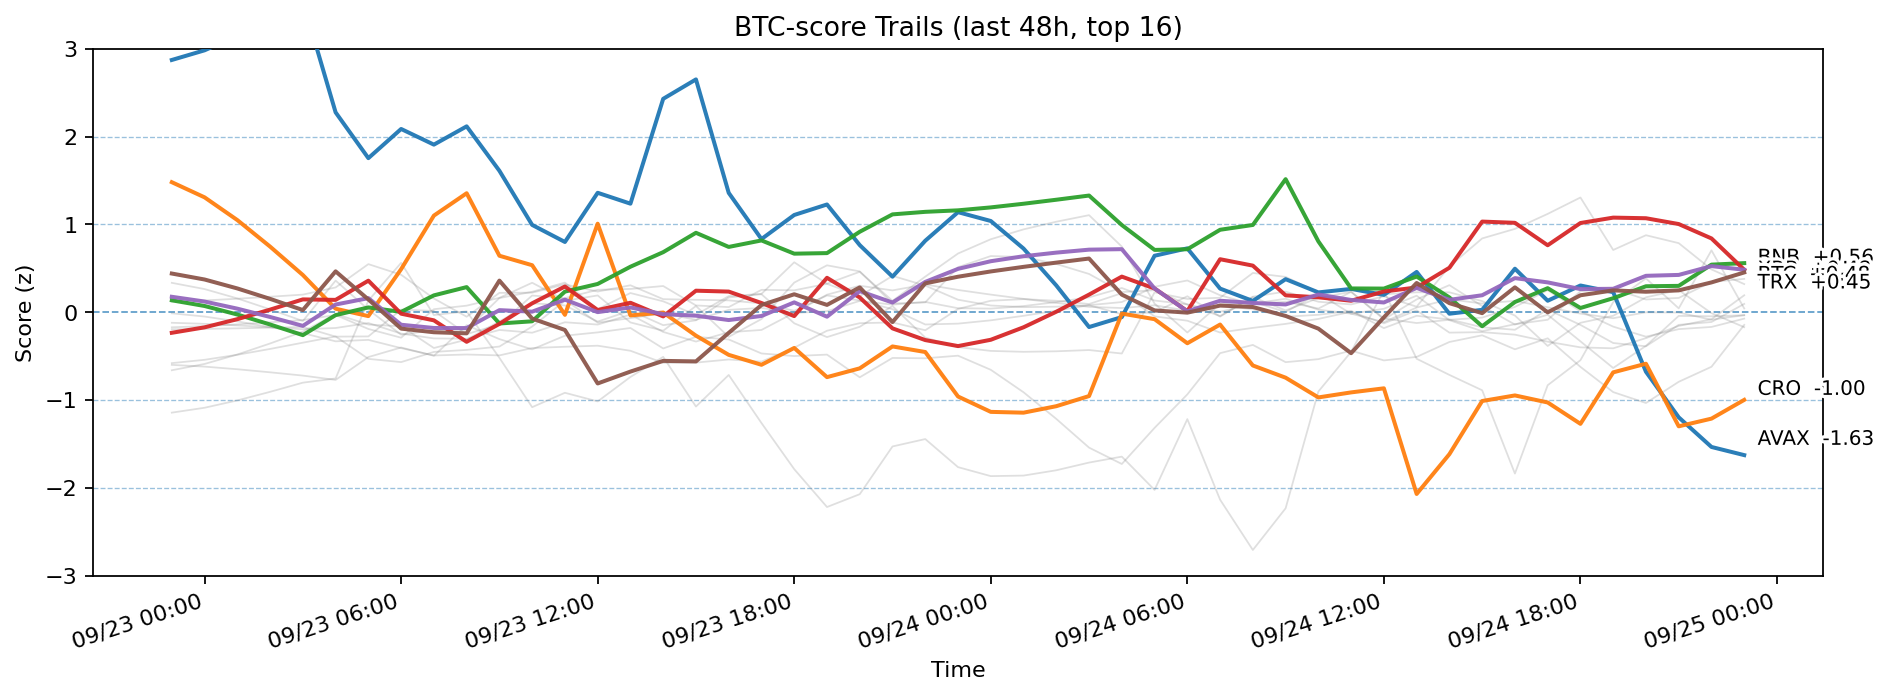 BTC-score Trails (last 48h, top 16)
Score (z)
3
2
1
0
−1
−2
−3
BNB +0.56
TRX +0.45
CRO -1.00
AVAX -1.63
09/23 00:00
09/23 06:00
09/23 12:00
09/23 18:00
09/24 00:00
09/24 06:00
09/24 12:00
09/24 18:00
09/25 00:00
Time